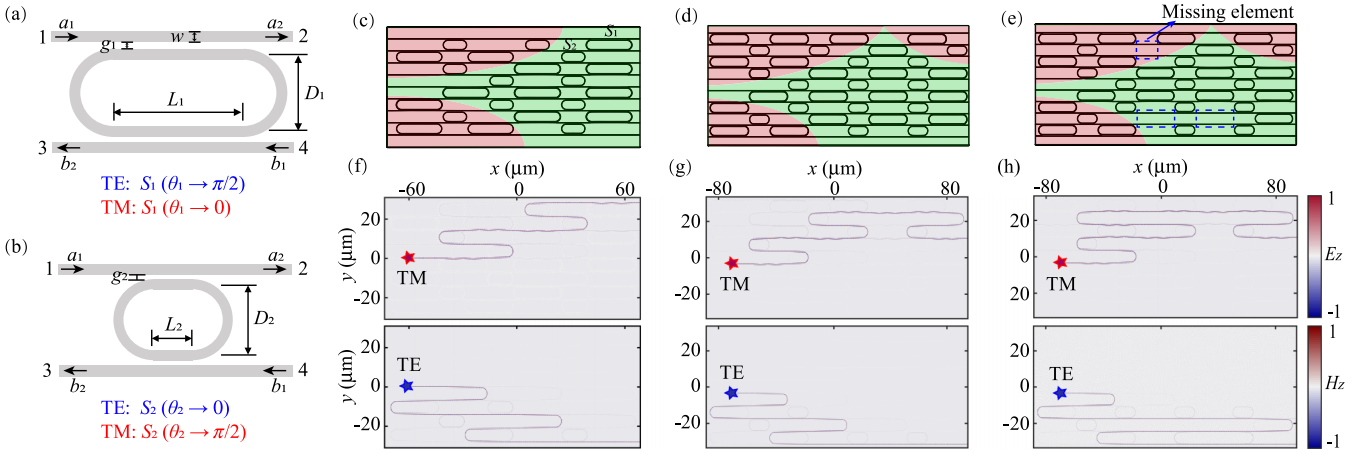 (a)
1
a₁
g₁
w
a₂
2
L₁
D₁
3
b₂
b₁
4
TE: S₁ (θ₁ → π/2)
TM: S₁ (θ₁ → 0)
(b)
1
a₁
g₂
a₂
2
L₂
D₂
3
b₂
b₁
4
TE: S₂ (θ₂ → 0)
TM: S₂ (θ₂ → π/2)
(c)
S₁
S₂
(d)
(e)
Missing element
(f)
x (μm)
-60 0 60
y (μm)
20
0
-20
TM
y (μm)
20
0
-20
TE
(g)
x (μm)
-80 0 80
20
0
-20
TM
20
0
-20
TE
(h)
x (μm)
-80 0 80
20
0
-20
TM
1
Ez
-1
20
0
-20
TE
1
Hz
-1